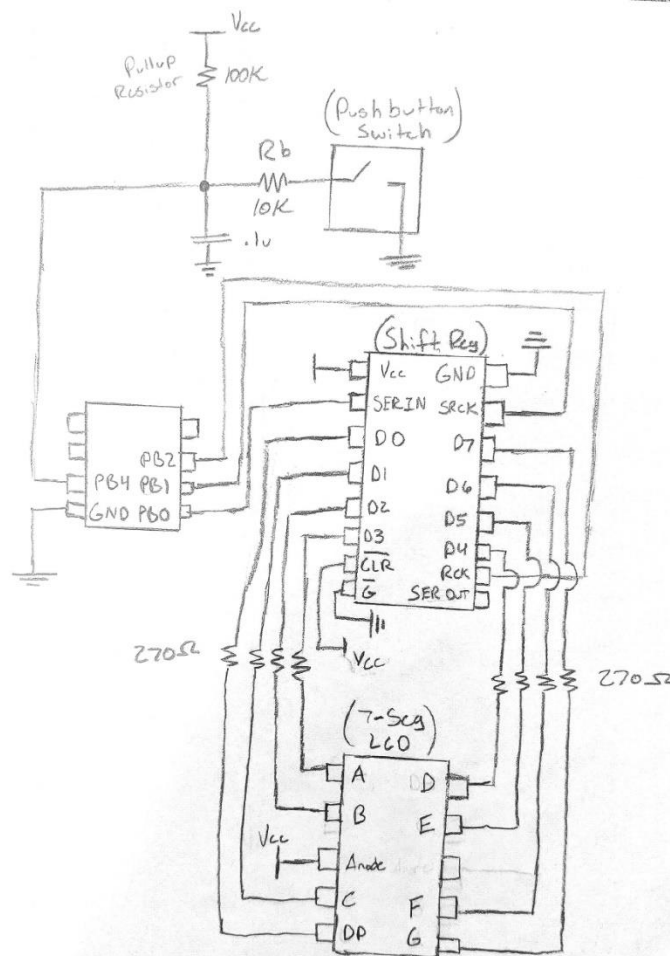 Vcc
Pullup
Resistor
100K
(Pushbutton
Switch)
Rb
10K
.1u
(Shift Reg)
Vcc
GND
SERIN
SRCK
D0
D7
D1
D6
D2
D5
D3
D4
CLR
RCK
G
SER OUT
PB2
PB4
PB1
GND
PB0
Vcc
270Ω
270Ω
(7-Seg
LCD)
A
D
B
E
Vcc
Anode
C
F
DP
G